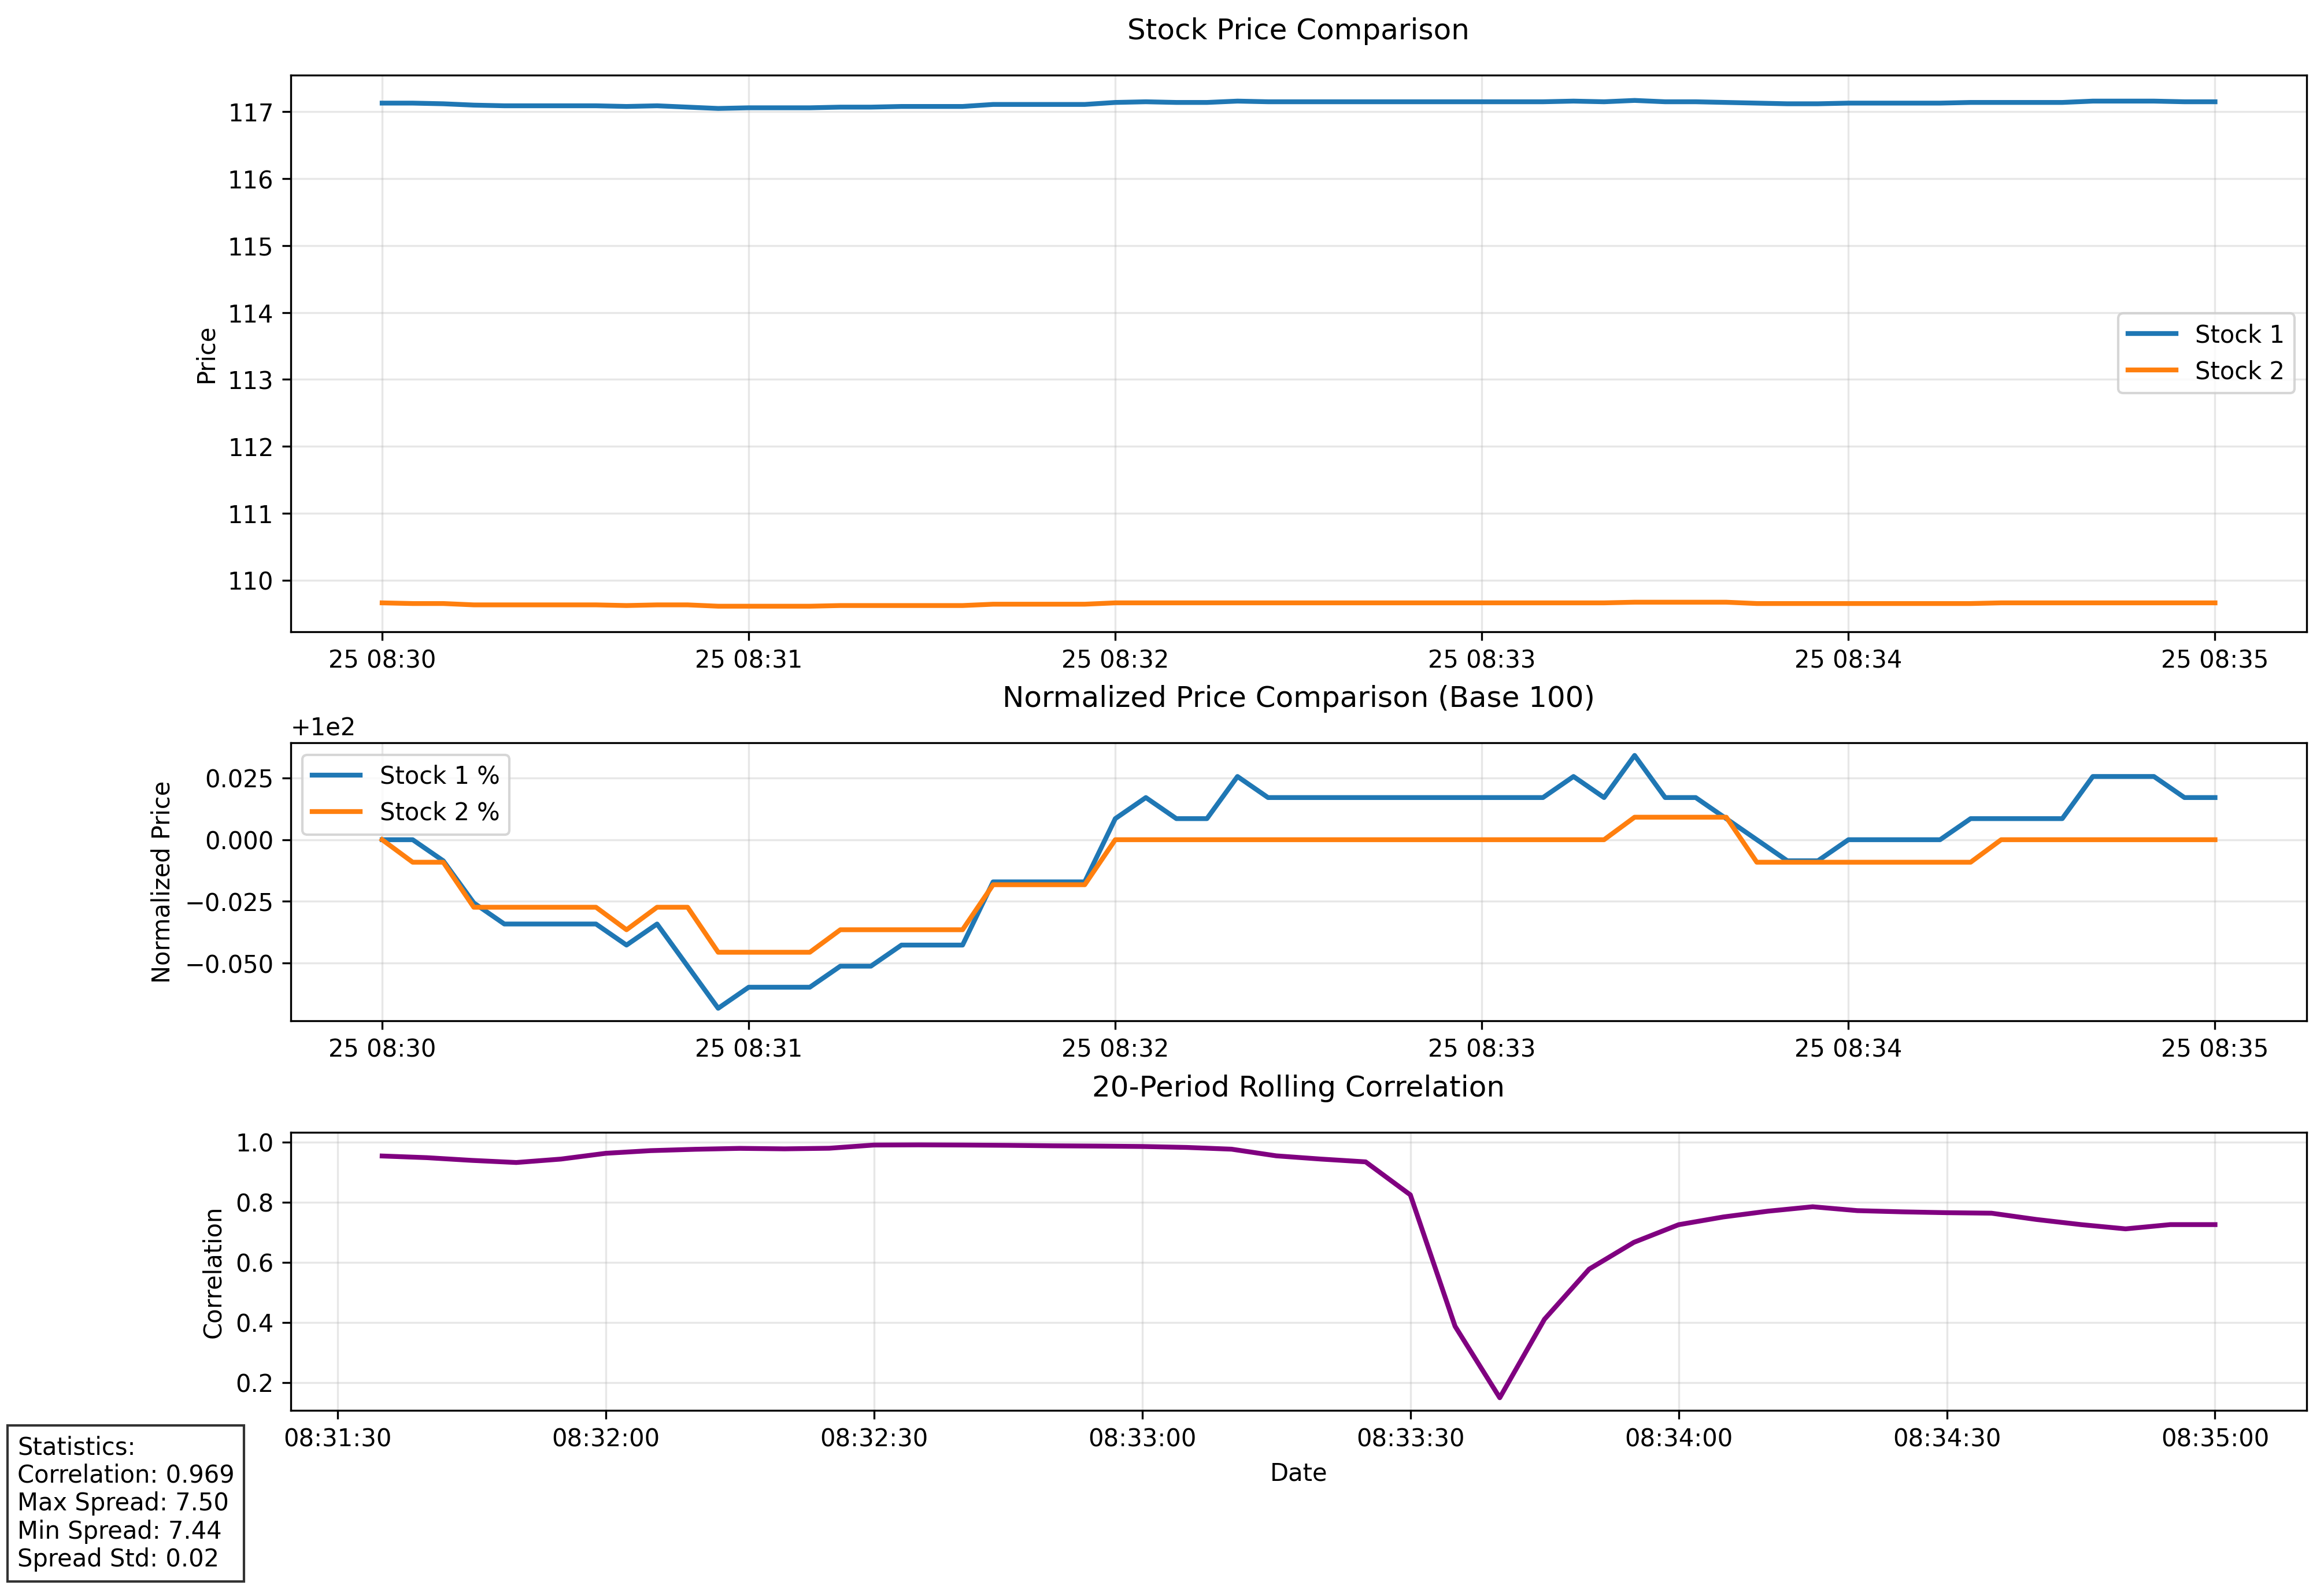 Stock Price Comparison
117
116
115
114
113
112
111
110
Price
Stock 1
Stock 2
25 08:30
25 08:31
25 08:32
25 08:33
25 08:34
25 08:35
Normalized Price Comparison (Base 100)
+1e2
0.025
0.000
−0.025
−0.050
Normalized Price
Stock 1 %
Stock 2 %
25 08:30
25 08:31
25 08:32
25 08:33
25 08:34
25 08:35
20-Period Rolling Correlation
1.0
0.8
0.6
0.4
0.2
Correlation
08:31:30
08:32:00
08:32:30
08:33:00
08:33:30
08:34:00
08:34:30
08:35:00
Date
Statistics:
Correlation: 0.969
Max Spread: 7.50
Min Spread: 7.44
Spread Std: 0.02